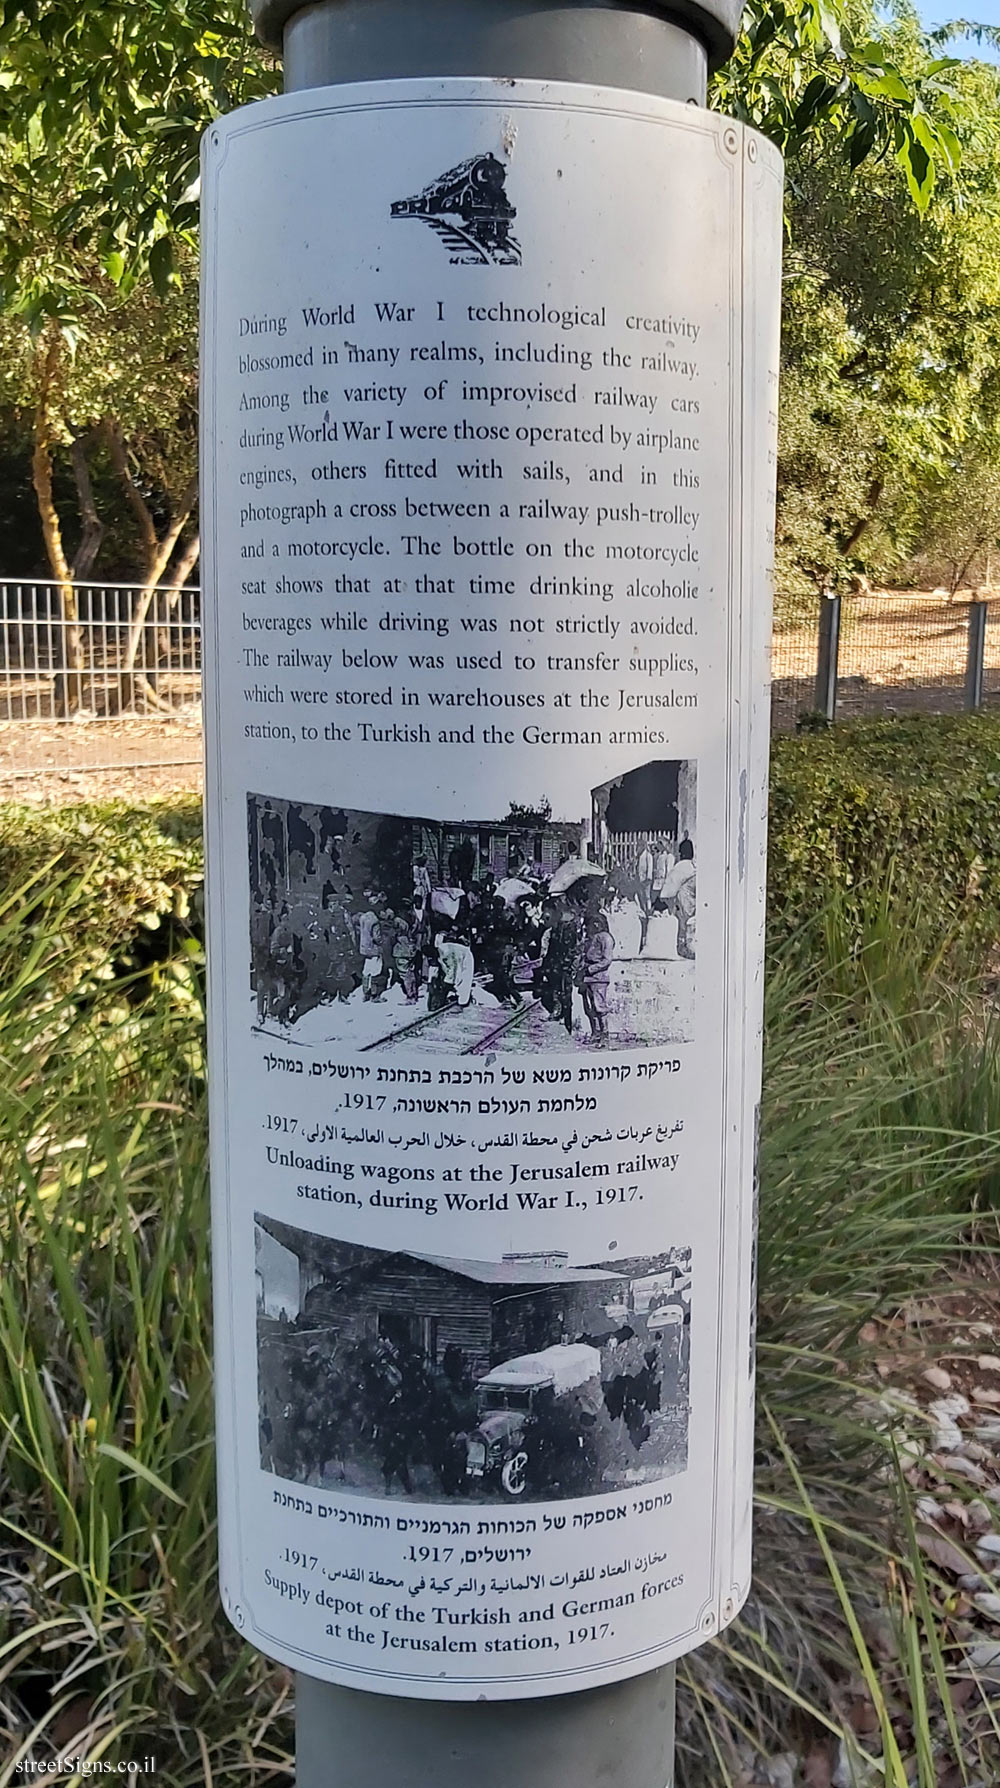 During World War I technological creativity
blossomed in many realms, including the railway.
Among the variety of improvised railway cars
during World War I were those operated by airplane
engines, others fitted with sails, and in this
photograph a cross between a railway push-trolley
and a motorcycle. The bottle on the motorcycle
seat shows that at that time drinking alcoholic
beverages while driving was not strictly avoided.
The railway below was used to transfer supplies,
which were stored in warehouses at the Jerusalem
station, to the Turkish and the German armies.
פריקת קרונות משא של הרכבת בתחנת ירושלים, במהלך
מלחמת העולם הראשונה, 1917.
تفريغ عربات شحن في محطة القدس، خلال الحرب العالمية الاولى، 1917.
Unloading wagons at the Jerusalem railway
station, during World War I., 1917.
מחסני אספקה של הכוחות הגרמניים והתורכיים בתחנת
ירושלים, 1917.
مخازن العتاد للقوات الالمانية والتركية في محطة القدس، 1917.
Supply depot of the Turkish and German forces
at the Jerusalem station, 1917.
streetSigns.co.il